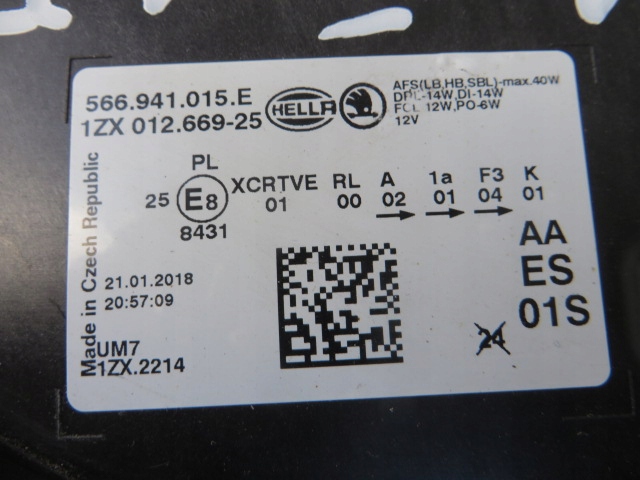 566.941.015.E
1ZX 012.669-25
HELLA
AFS(LB,HB,SBL)-max.40W
DRL-14W,DI-14W
FCL 12W,PO-6W
12V
PL
25 E8 XCRTVE RL A 1a F3 K
8431 01 00 02 01 04 01
AA
ES
01S
21.01.2018
20:57:09
24
UM7
1ZX.2214
Made in Czech Republic